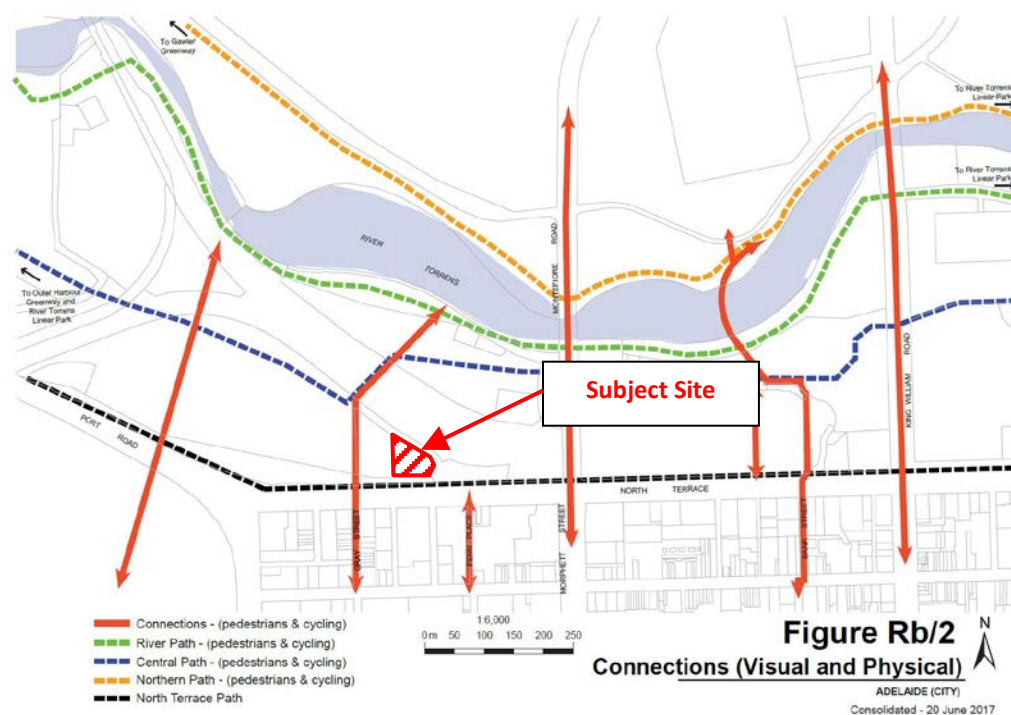 To Gawler
Greenway
To River Torrens
Linear Park
To River Torrens
Linear Park
RIVER
TORRENS
MONTEFIORE ROAD
KING WILLIAM ROAD
To Outer Harbour
Greenway and
River Torrens
Linear Park
Subject Site
PORT ROAD
NORTH TERRACE
GRAY STREET
FENN PLACE
MORPHETT STREET
BANK STREET
Connections - (pedestrians & cycling)
River Path - (pedestrians & cycling)
Central Path - (pedestrians & cycling)
Northern Path - (pedestrians & cycling)
North Terrace Path
1:6,000
0 m 50 100 150 200 250
N
Figure Rb/2
Connections (Visual and Physical)
ADELAIDE (CITY)
Consolidated - 20 June 2017